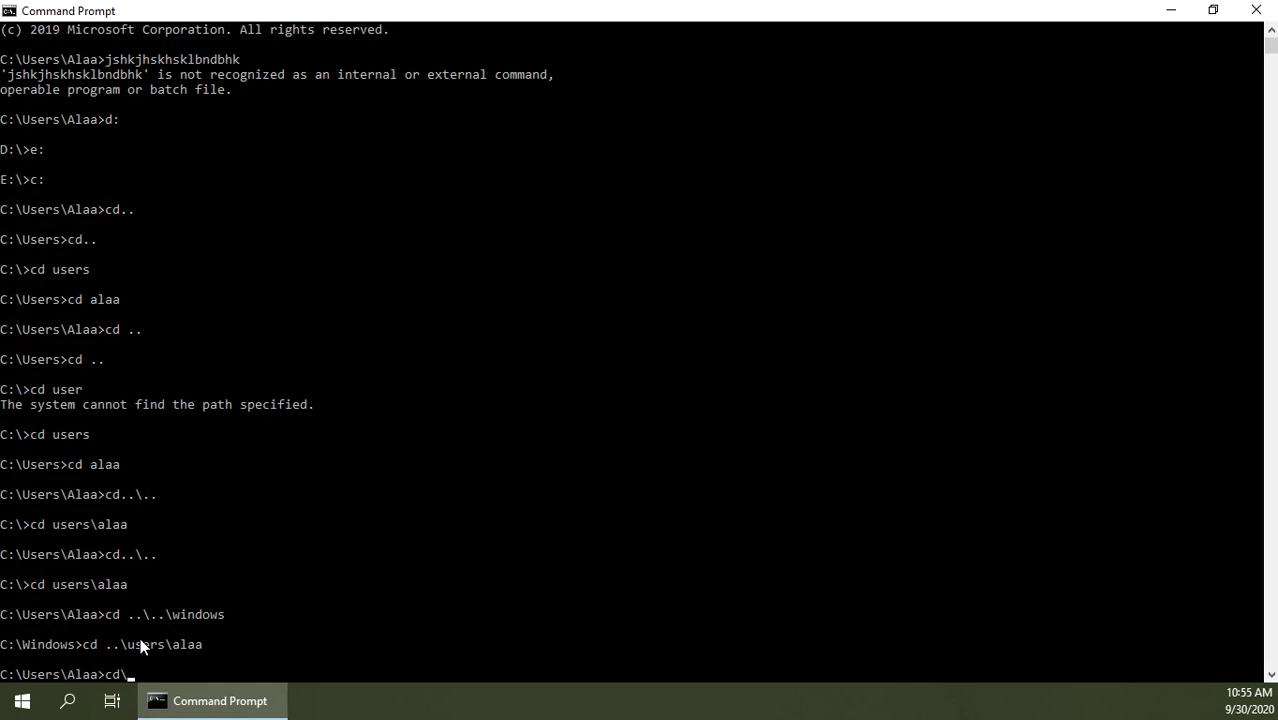 Command Prompt
(c) 2019 Microsoft Corporation. All rights reserved.
C:\Users\Alaa>jshkjhskhsklbndbhk
'jshkjhskhsklbndbhk' is not recognized as an internal or external command,
operable program or batch file.
C:\Users\Alaa>d:
D:\>e:
E:\>c:
C:\Users\Alaa>cd..
C:\Users>cd..
C:\>cd users
C:\Users>cd alaa
C:\Users\Alaa>cd ..
C:\Users>cd ..
C:\>cd user
The system cannot find the path specified.
C:\>cd users
C:\Users>cd alaa
C:\Users\Alaa>cd..\..
C:\>cd users\alaa
C:\Users\Alaa>cd..\..
C:\>cd users\alaa
C:\Users\Alaa>cd ..\..\windows
C:\Windows>cd ..\users\alaa
C:\Users\Alaa>cd\_
Command Prompt
10:55 AM
9/30/2020